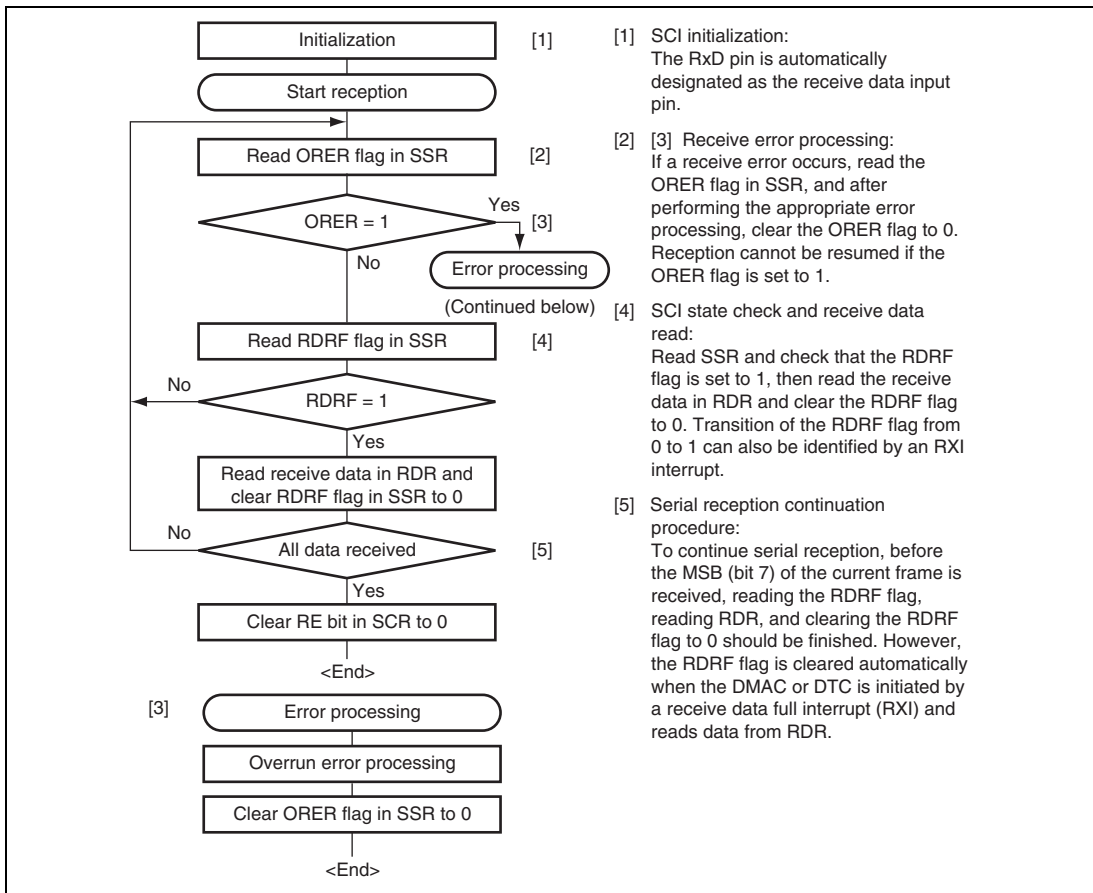 Initialization
[1]
Start reception
Read ORER flag in SSR
[2]
ORER = 1
Yes
[3]
No
Error processing
(Continued below)
Read RDRF flag in SSR
[4]
No
RDRF = 1
Yes
Read receive data in RDR and
clear RDRF flag in SSR to 0
No
All data received
[5]
Yes
Clear RE bit in SCR to 0
<End>
[3]
Error processing
Overrun error processing
Clear ORER flag in SSR to 0
<End>
[1] SCI initialization:
The RxD pin is automatically
designated as the receive data input
pin.
[2] [3] Receive error processing:
If a receive error occurs, read the
ORER flag in SSR, and after
performing the appropriate error
processing, clear the ORER flag to 0.
Reception cannot be resumed if the
ORER flag is set to 1.
[4] SCI state check and receive data
read:
Read SSR and check that the RDRF
flag is set to 1, then read the receive
data in RDR and clear the RDRF flag
to 0. Transition of the RDRF flag from
0 to 1 can also be identified by an RXI
interrupt.
[5] Serial reception continuation
procedure:
To continue serial reception, before
the MSB (bit 7) of the current frame is
received, reading the RDRF flag,
reading RDR, and clearing the RDRF
flag to 0 should be finished. However,
the RDRF flag is cleared automatically
when the DMAC or DTC is initiated by
a receive data full interrupt (RXI) and
reads data from RDR.